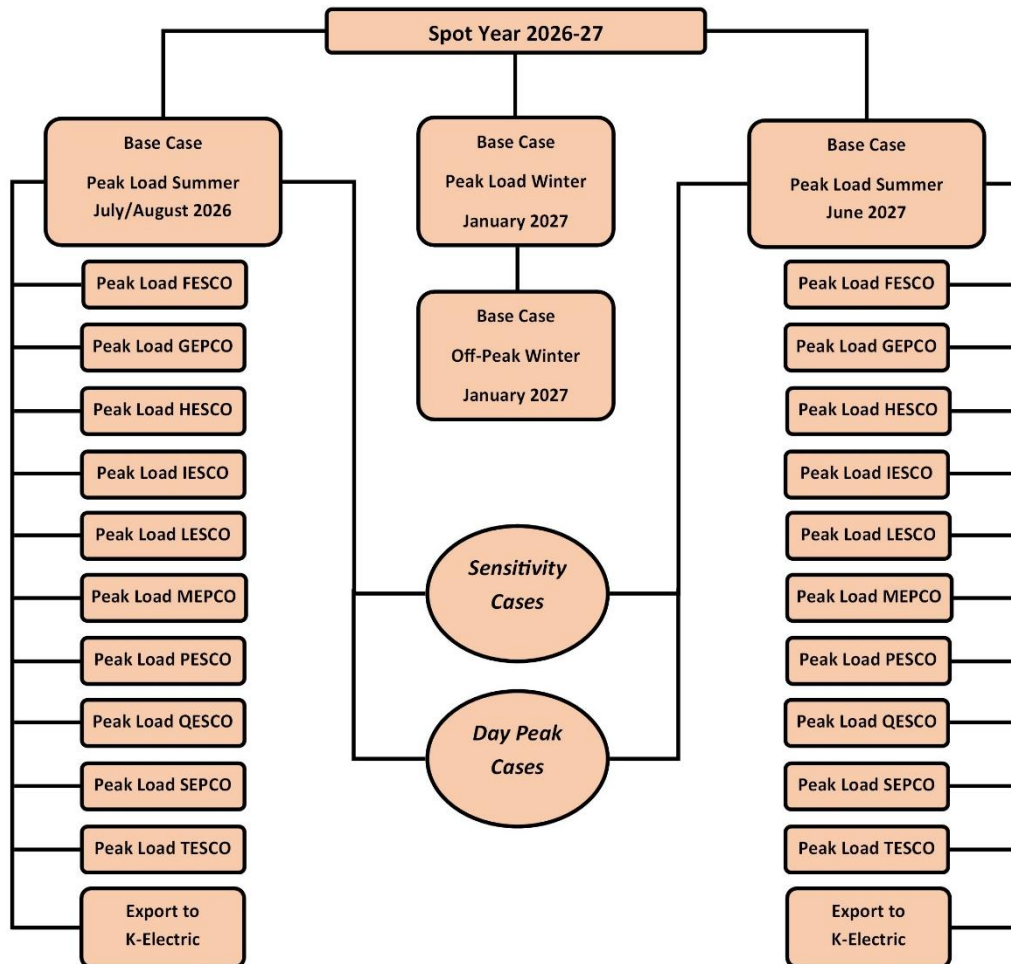 Spot Year 2026-27
Base Case
Peak Load Summer
July/August 2026
Peak Load FESCO
Peak Load GEPCO
Peak Load HESCO
Peak Load IESCO
Peak Load LESCO
Peak Load MEPCO
Peak Load PESCO
Peak Load QESCO
Peak Load SEPCO
Peak Load TESCO
Export to
K-Electric
Base Case
Peak Load Winter
January 2027
Base Case
Off-Peak Winter
January 2027
Sensitivity
Cases
Day Peak
Cases
Base Case
Peak Load Summer
June 2027
Peak Load FESCO
Peak Load GEPCO
Peak Load HESCO
Peak Load IESCO
Peak Load LESCO
Peak Load MEPCO
Peak Load PESCO
Peak Load QESCO
Peak Load SEPCO
Peak Load TESCO
Export to
K-Electric